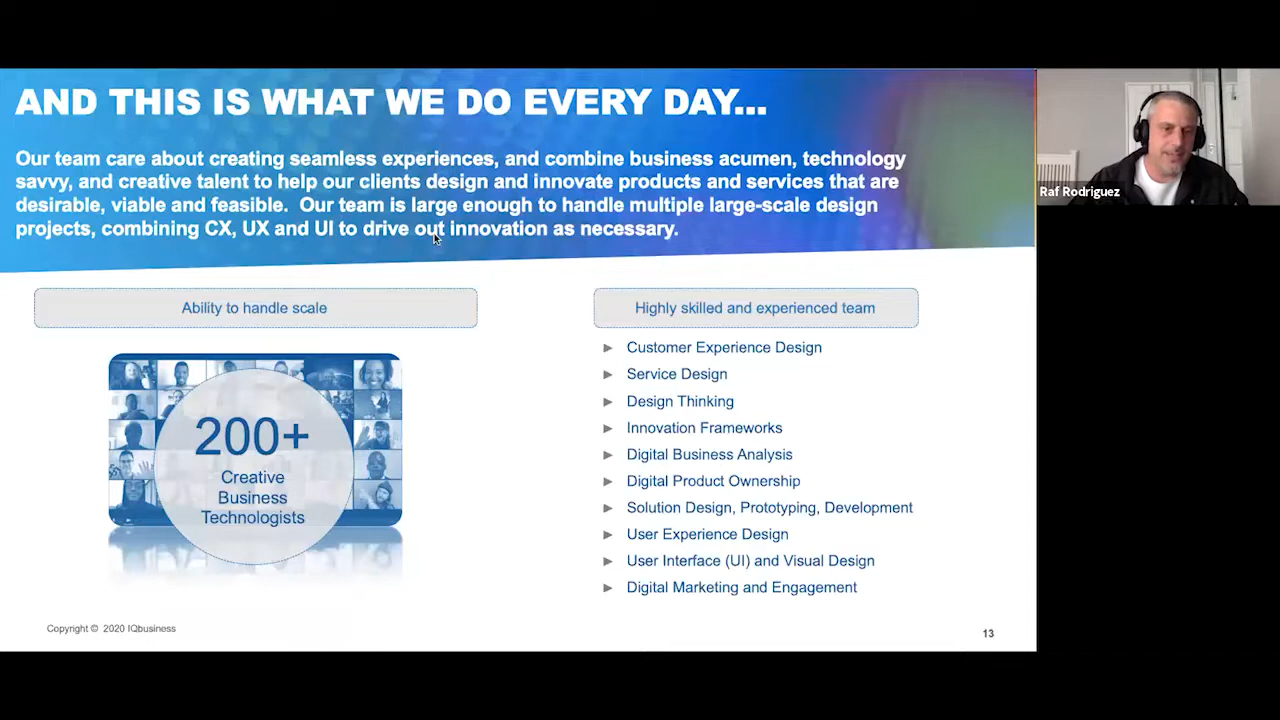 AND THIS IS WHAT WE DO EVERY DAY...
Our team care about creating seamless experiences, and combine business acumen, technology
savvy, and creative talent to help our clients design and innovate products and services that are
desirable, viable and feasible. Our team is large enough to handle multiple large-scale design
projects, combining CX, UX and UI to drive out innovation as necessary.
Raf Rodriguez
Ability to handle scale
200+
Creative
Business
Technologists
Highly skilled and experienced team
Customer Experience Design
Service Design
Design Thinking
Innovation Frameworks
Digital Business Analysis
Digital Product Ownership
Solution Design, Prototyping, Development
User Experience Design
User Interface (UI) and Visual Design
Digital Marketing and Engagement
Copyright © 2020 IQbusiness
13